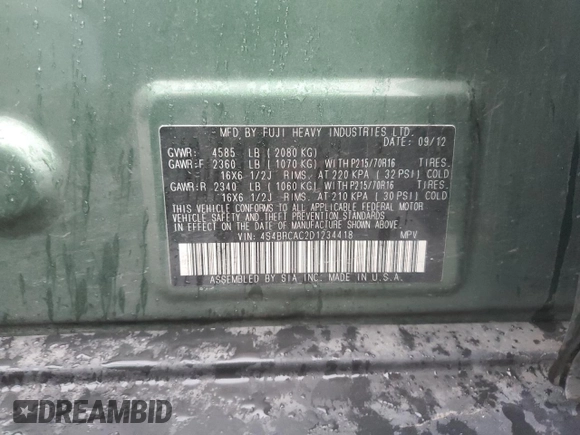 MFD. BY FUJI HEAVY INDUSTRIES LTD.
DATE: 09/12
GVWR: 4585 LB (2080 KG)
GAWR:F 2360 LB (1070 KG) WITH P215/70R16 TIRES.
16X6 1/2J RIMS. AT 220 KPA (32 PSI) COLD
GAWR:R 2340 LB (1060 KG) WITH P215/70R16 TIRES.
16X6 1/2J RIMS. AT 210 KPA (30 PSI) COLD
THIS VEHICLE CONFORMS TO ALL APPLICABLE FEDERAL MOTOR
VEHICLE SAFETY AND THEFT PREVENTION STANDARDS
IN EFFECT ON THE DATE OF MANUFACTURE SHOWN ABOVE.
VIN: 4S4BRCAC2D1234418 MPV
ASSEMBLED BY SIA, INC. MADE IN U.S.A.
DREAMBID